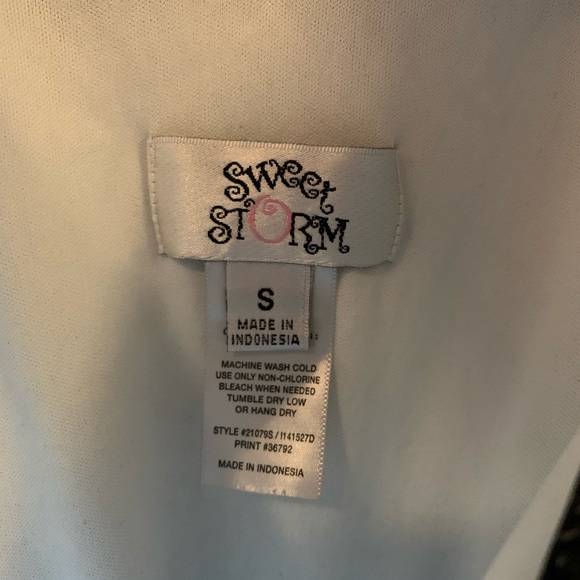 Sweet
STORM
S
MADE IN
INDONESIA
MACHINE WASH COLD
USE ONLY NON-CHLORINE
BLEACH WHEN NEEDED
TUMBLE DRY LOW
OR HANG DRY
STYLE #21079S / I141527D
PRINT #36792
MADE IN INDONESIA